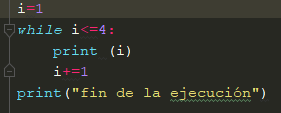 i=1
while i<=4:
    print (i)
    i+=1
print("fin de la ejecución")